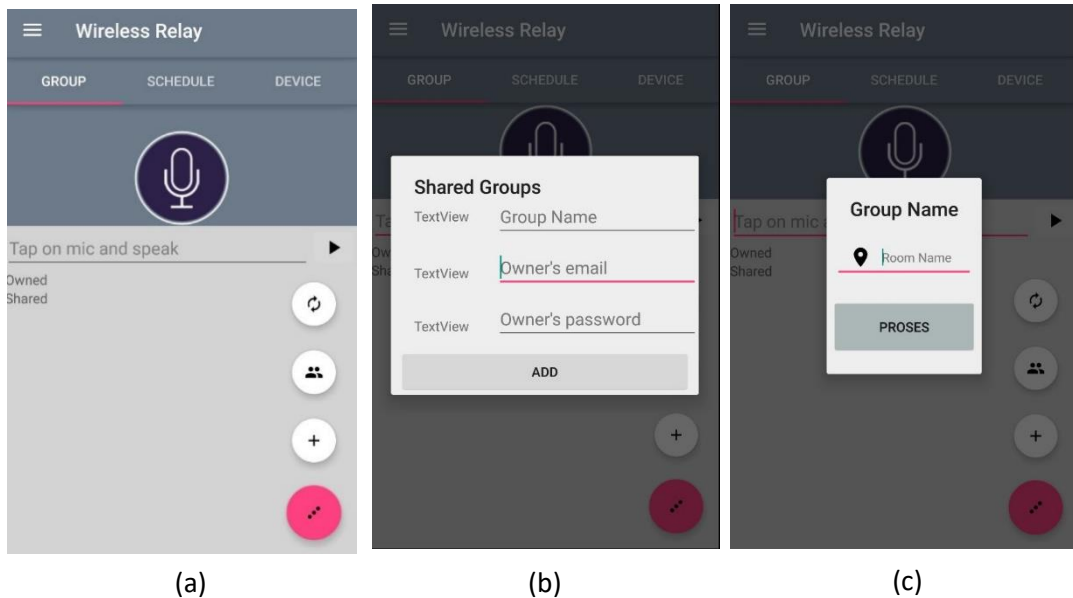 Wireless Relay
GROUP SCHEDULE DEVICE
Tap on mic and speak
Owned
Shared
(a)
Wireless Relay
GROUP SCHEDULE DEVICE
Shared Groups
TextView Group Name
TextView Owner's email
TextView Owner's password
ADD
(b)
Wireless Relay
GROUP SCHEDULE DEVICE
Tap on mic
Owned
Shared
Group Name
Room Name
PROSES
(c)